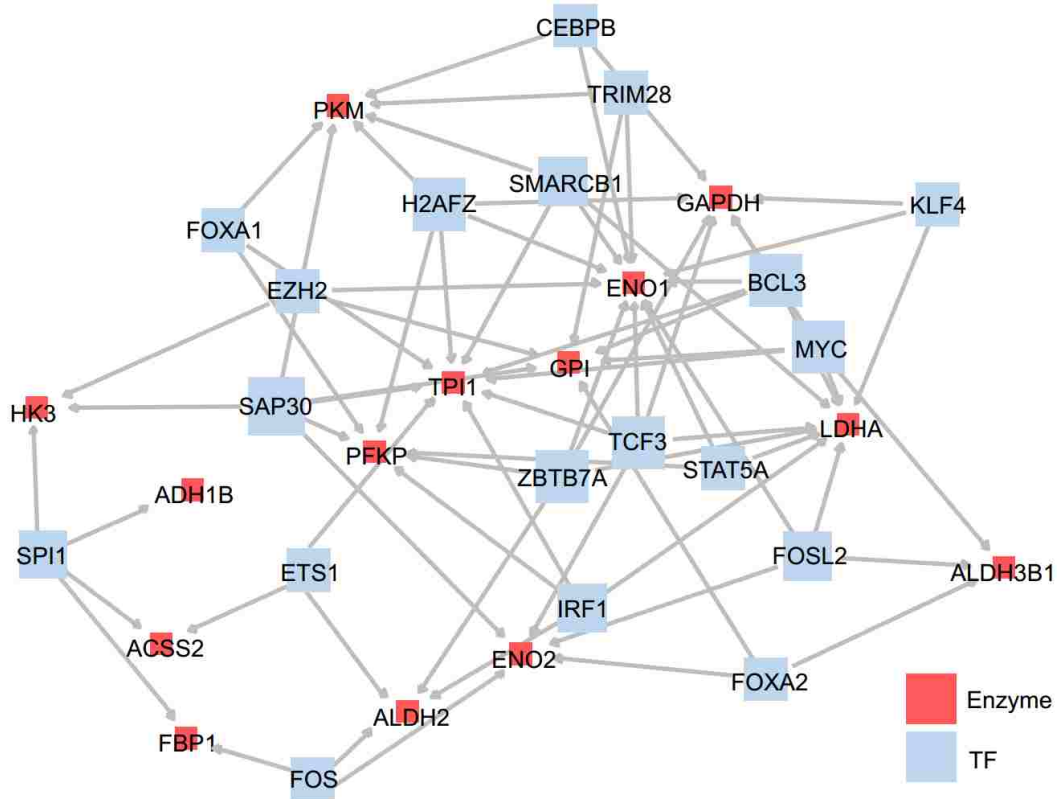 CEBPB
TRIM28
PKM
SMARCB1
H2AFZ
GAPDH
KLF4
FOXA1
EZH2
ENO1
BCL3
MYC
GPI
TPI1
HK3
SAP30
LDHA
TCF3
PFKP
STAT5A
ZBTB7A
ADH1B
SPI1
ETS1
FOSL2
ALDH3B1
IRF1
ACSS2
ENO2
FOXA2
Enzyme
ALDH2
FBP1
TF
FOS